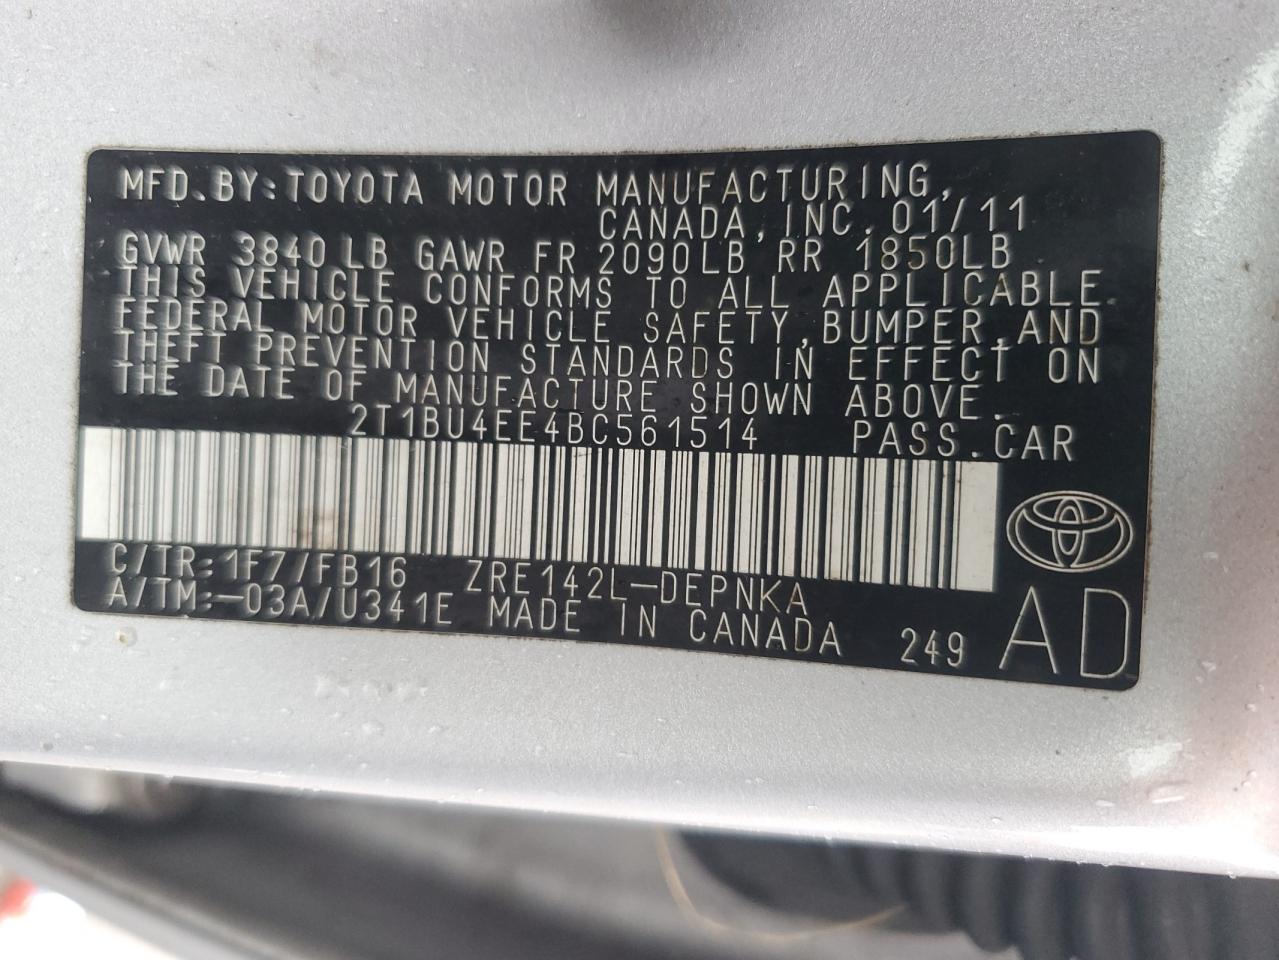 MFD.BY:TOYOTA MOTOR MANUFACTURING,
CANADA,INC.01/11
GVWR 3840LB GAWR FR 2090LB RR 1850LB
THIS VEHICLE CONFORMS TO ALL APPLICABLE
FEDERAL MOTOR VEHICLE SAFETY,BUMPER,AND
THEFT PREVENTION STANDARDS IN EFFECT ON
THE DATE OF MANUFACTURE SHOWN ABOVE.
2T1BU4EE4BC561514 PASS.CAR
C/TR:1F7/FB16 ZRE142L-DEPNKA
A/TM:-03A/U341E MADE IN CANADA 249 AD